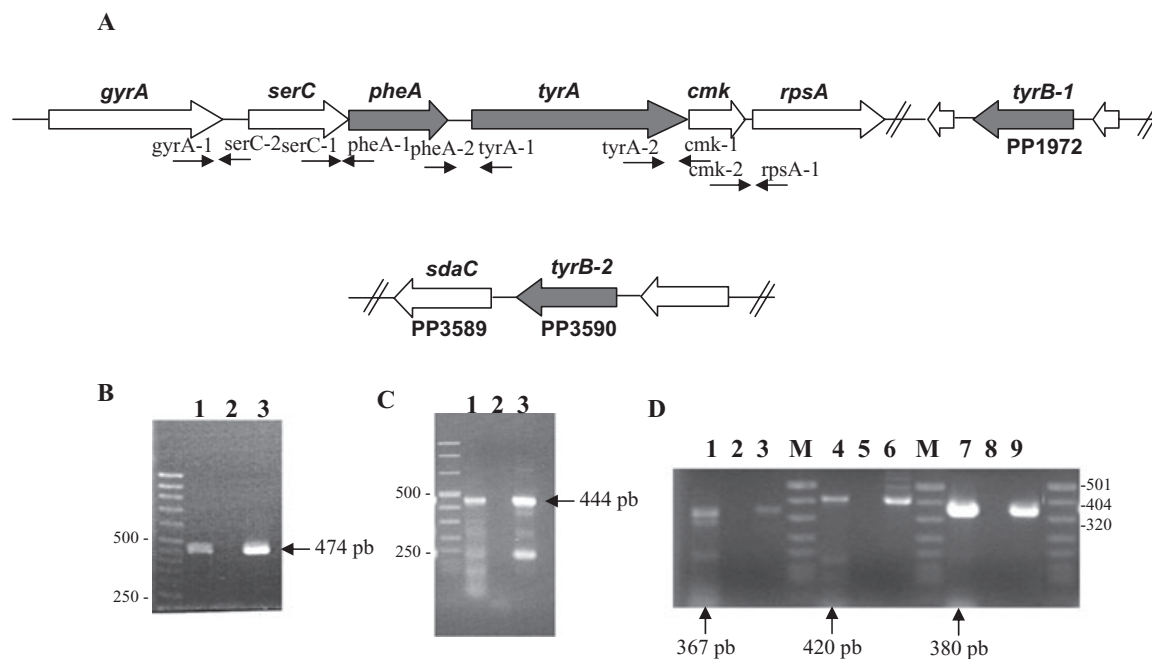 A
gyrA serC pheA tyrA cmk rpsA tyrB-1
PP1972
gyrA-1 serC-2 serC-1 pheA-1 pheA-2 tyrA-1 tyrA-2 cmk-1
cmk-2 rpsA-1
sdaC tyrB-2
PP3589 PP3590
B
1 2 3
500 -
250 -
474 pb
C
1 2 3
500 -
250 -
444 pb
D
1 2 3 M 4 5 6 M 7 8 9
-501
-404
-320
367 pb 420 pb 380 pb